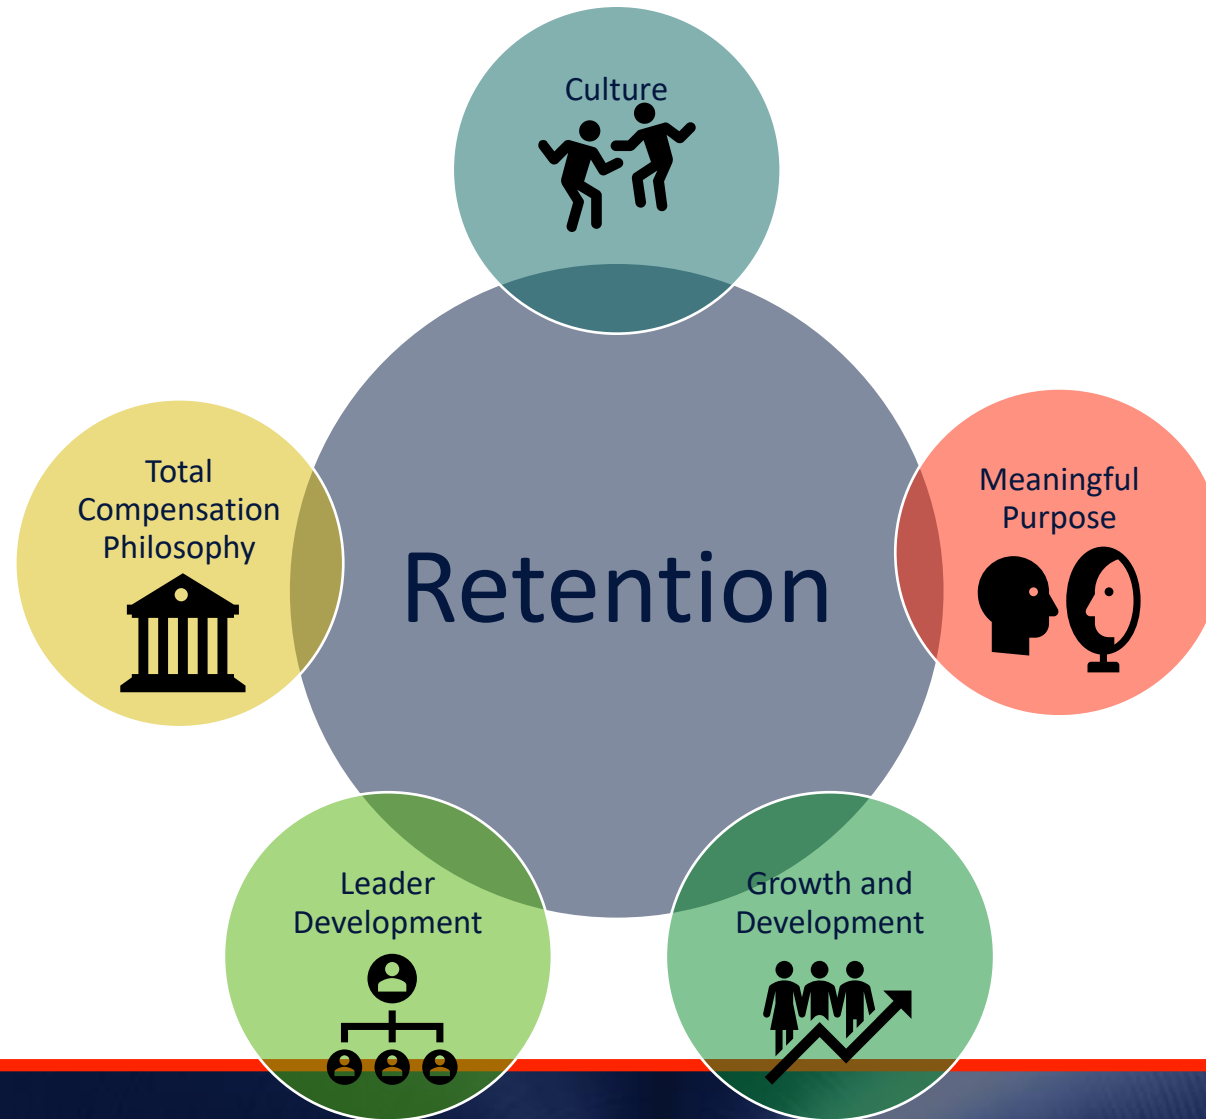 Culture
Meaningful
Purpose
Growth and
Development
Leader
Development
Total
Compensation
Philosophy
Retention